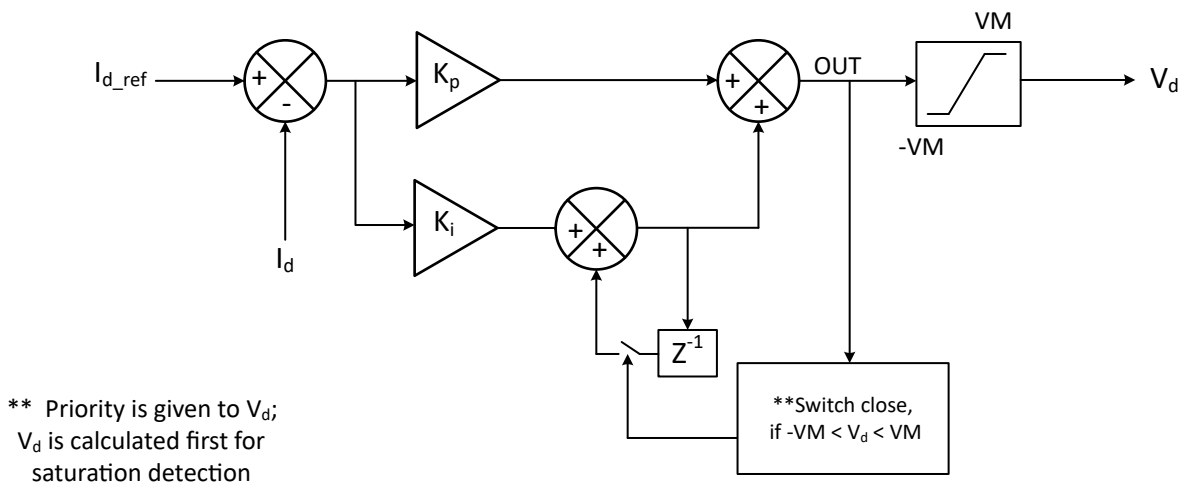 VM
I_d_ref
+
-
K_p
+
+
OUT
V_d
-VM
K_i
+
+
I_d
Z^-1
** Priority is given to V_d;
V_d is calculated first for
saturation detection
**Switch close,
if -VM < V_d < VM